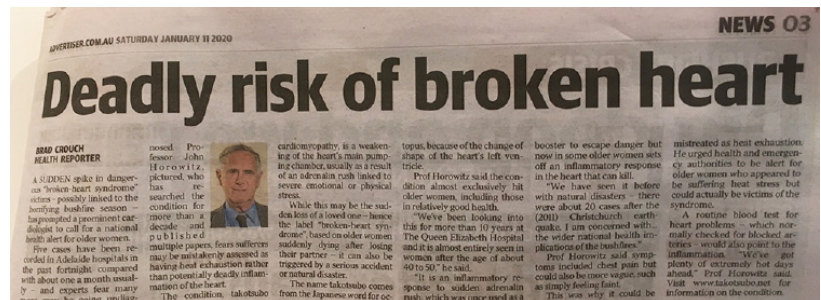 ADVERTISER.COM.AU SATURDAY JANUARY 11 2020
NEWS 03
Deadly risk of broken heart
BRAD CROUCH
HEALTH REPORTER
A SUDDEN spike in danger-
ous "broken-heart syndrome"
victims – possibly linked to the
horrifying bushfire season –
has prompted a prominent car-
diologist to call for a national
health alert for older women.
Five cases have been re-
corded in Adelaide hospitals in
the past fortnight compared
with about one a month usual-
ly – and experts fear many
nosed. Pro-
fessor John
Horowitz,
pictured, who
has re-
searched the
condition for
more than a
decade and
published
multiple papers, fears sufferers
may be mistakenly assessed as
having heat exhaustion rather
than potentially deadly inflam-
mation of the heart.
The condition, takotsubo
cardiomyopathy, is a weaken-
ing of the heart's main pump-
ing chamber, usually as a result
of an adrenalin rush linked to
severe emotional or physical
stress.
While this may be the sud-
den loss of a loved one – hence
the label "broken-heart syn-
drome", based on older women
suddenly dying after losing
their partner – it can also be
triggered by a serious accident
or natural disaster.
The name takotsubo comes
from the Japanese word for oc-
topus, because of the change of
shape of the heart's left ven-
tricle.
Prof Horowitz said the con-
dition almost exclusively hit
older women, including those
in relatively good health.
"We've been looking into
this for more than 10 years at
The Queen Elizabeth Hospital
and it is almost entirely seen in
women after the age of about
40 to 50," he said.
"It is an inflammatory re-
sponse to sudden adrenalin
rush, which was once used as a
booster to escape danger but
now in some older women sets
off an inflammatory response
in the heart that can kill.
"We have seen it before
with natural disasters – there
were about 20 cases after the
(2011) Christchurch earth-
quake. I am concerned with...
the wider national health im-
plications of the bushfires."
Prof Horowitz said symp-
toms included chest pain but
could also be more vague, such
as simply feeling faint.
This was why it could be
mistreated as heat exhaustion.
He urged health and emergen-
cy authorities to be alert for
older women who appeared to
be suffering heat stress but
could actually be victims of the
syndrome.
A routine blood test for
heart problems – which nor-
mally checked for blocked ar-
teries – would also point to the
inflammation. "We've got
plenty of extremely hot days
ahead," Prof Horowitz said.
Visit www.takotsubo.net for
information on the condition.